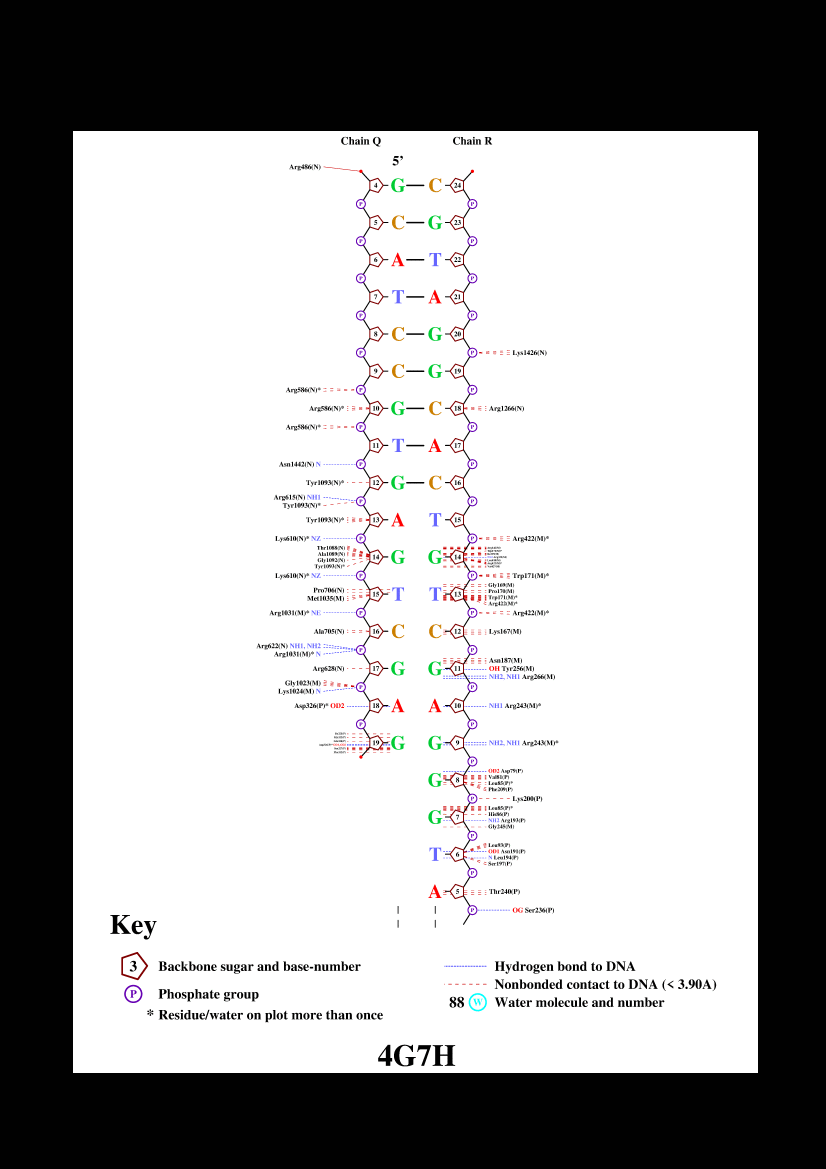 Chain Q Chain R
5’
Arg486(N)
4 G C 24
P P
5 C G 23
P P
6 A T 22
P P
7 T A 21
P P
8 C G 20
P P Lys1426(N)
9 C G 19
Arg586(N)* P P
Arg586(N)* 10 G C 18 Arg1266(N)
Arg586(N)* P P
11 T A 17
Asn1442(N) N P P
Tyr1093(N)* 12 G C 16
Arg615(N) NH1
P P
Tyr1093(N)*
Tyr1093(N)* 13 A T 15
Lys610(N)* NZ P P Arg422(M)*
Thr1088(N)
Ala1089(N)
14 G G 14
Gly1092(N)
Tyr1093(N)*
Lys610(N)* NZ P P Trp171(M)*
Gly169(M)
Pro706(N) Pro170(M)
15 T T 13
Met1035(M) Trp171(M)*
Arg422(M)*
Arg1031(M)* NE P P Arg422(M)*
Ala705(N) 16 C C 12 Lys167(M)
Arg622(N) NH1, NH2
P P
Arg1031(M)* N
Asn187(M)
Arg628(N) 17 G G 11 OH Tyr256(M)
NH2, NH1 Arg266(M)
Gly1023(M)
P P
Lys1024(M) N
Asp326(P)* OD2 18 A A 10 NH1 Arg243(M)*
P P
19 G G 9 NH2, NH1 Arg243(M)*
P
OD2 Asp79(P)
Val81(P)
G 8
Leu85(P)*
Phe209(P)
P Lys200(P)
Leu85(P)*
His86(P)
G 7
NH2 Arg193(P)
Gly245(M)
P
Leu93(P)
OD1 Asn191(P)
T 6
N Leu194(P)
Ser197(P)
P
A 5 Thr240(P)
P OG Ser236(P)
Key
3 Backbone sugar and base-number
P Phosphate group
* Residue/water on plot more than once
Hydrogen bond to DNA
Nonbonded contact to DNA (< 3.90A)
88 W Water molecule and number
4G7H